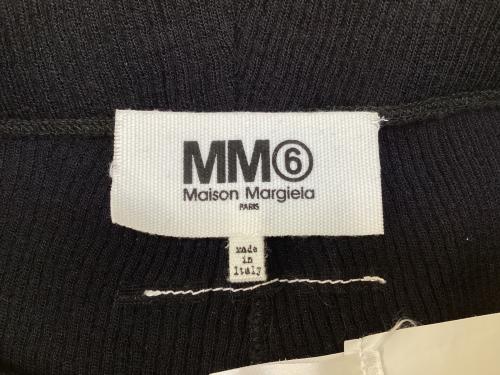 MM⑥
Maison Margiela
PARIS
made
in
Italy